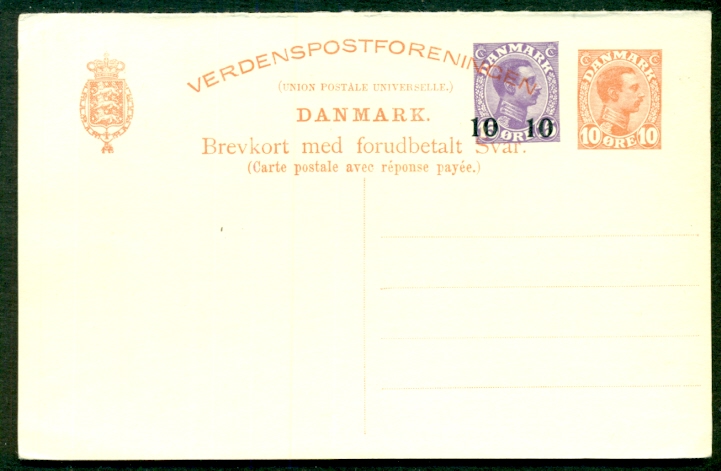 VERDENSPOSTFORENINGEN.
(UNION POSTALE UNIVERSELLE.)
DANMARK.
Brevkort med forudbetalt Svar.
(Carte postale avec réponse payée.)
DANMARK
10 ØRE 10
DANMARK
10 ØRE 10